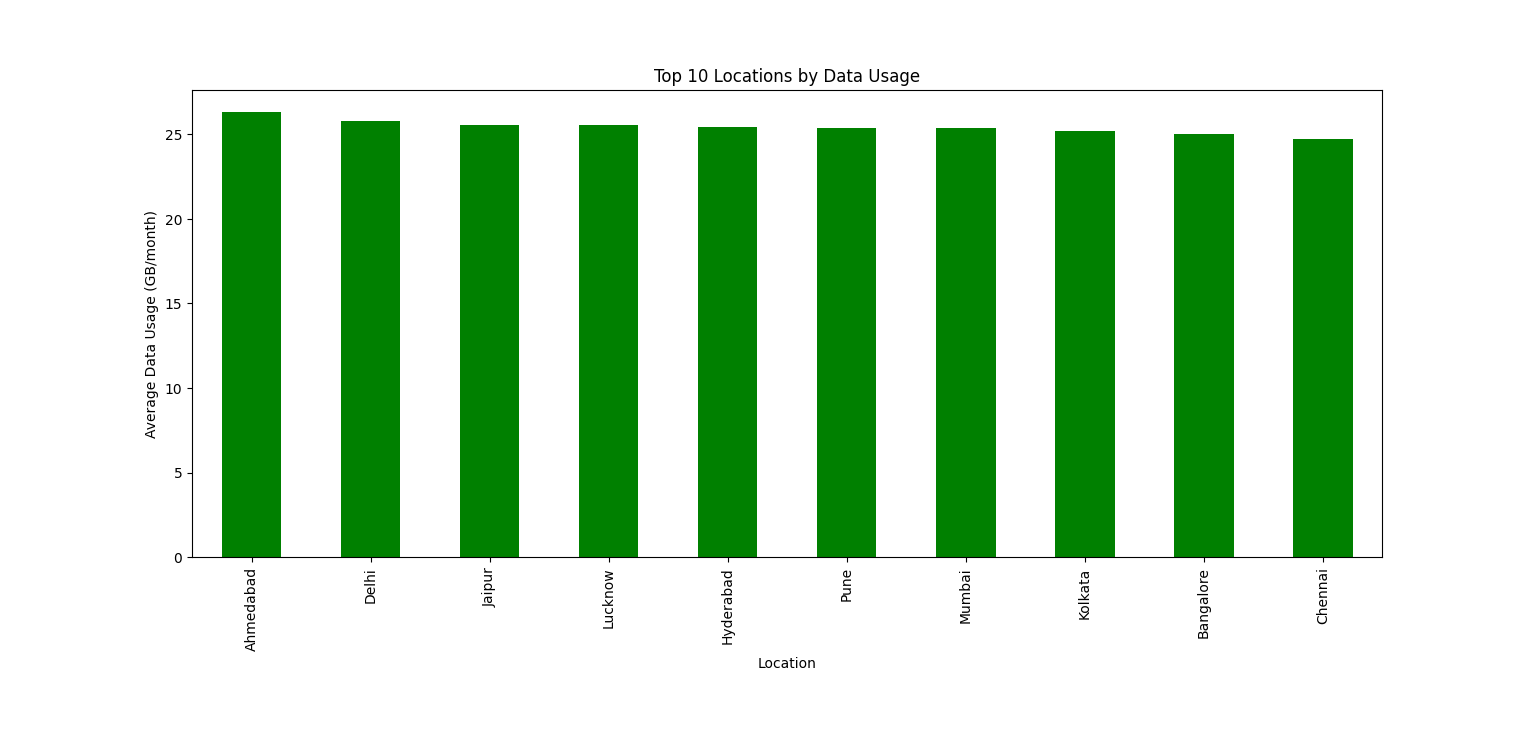 Top 10 Locations by Data Usage
Average Data Usage (GB/month)
25
20
15
10
5
0
Ahmedabad
Delhi
Jaipur
Lucknow
Hyderabad
Pune
Mumbai
Kolkata
Bangalore
Chennai
Location